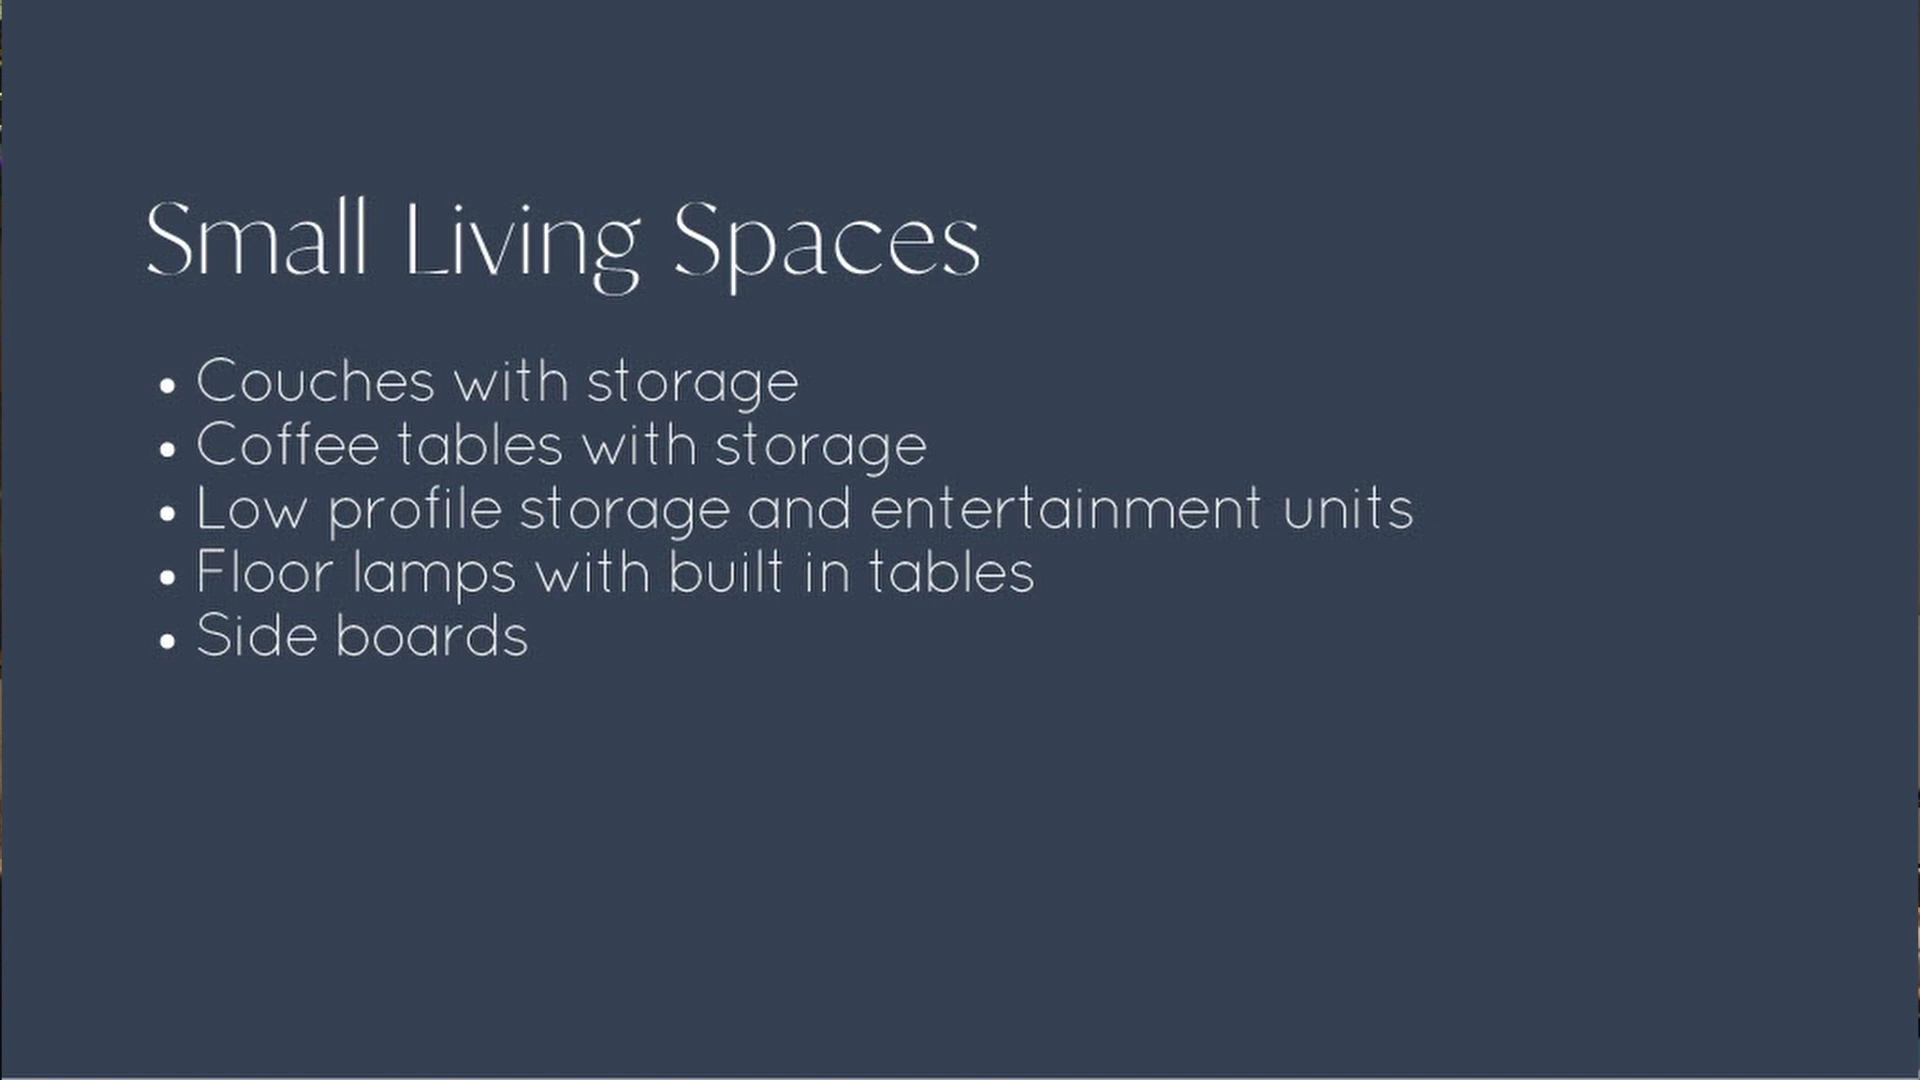 Small Living Spaces
• Couches with storage
• Coffee tables with storage
• Low profile storage and entertainment units
• Floor lamps with built in tables
• Side boards